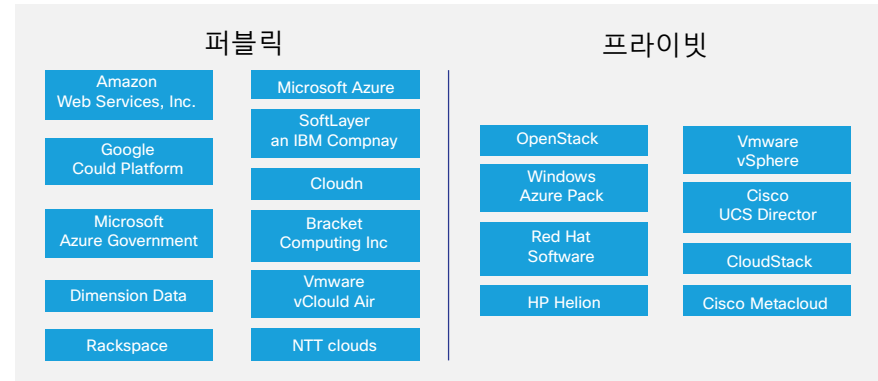 퍼블릭
Amazon
Web Services, Inc.
Google
Could Platform
Microsoft
Azure Government
Dimension Data
Rackspace
Microsoft Azure
SoftLayer
an IBM Compnay
Cloudn
Bracket
Computing Inc
Vmware
vClould Air
NTT clouds
프라이빗
OpenStack
Windows
Azure Pack
Red Hat
Software
HP Helion
Vmware
vSphere
Cisco
UCS Director
CloudStack
Cisco Metacloud